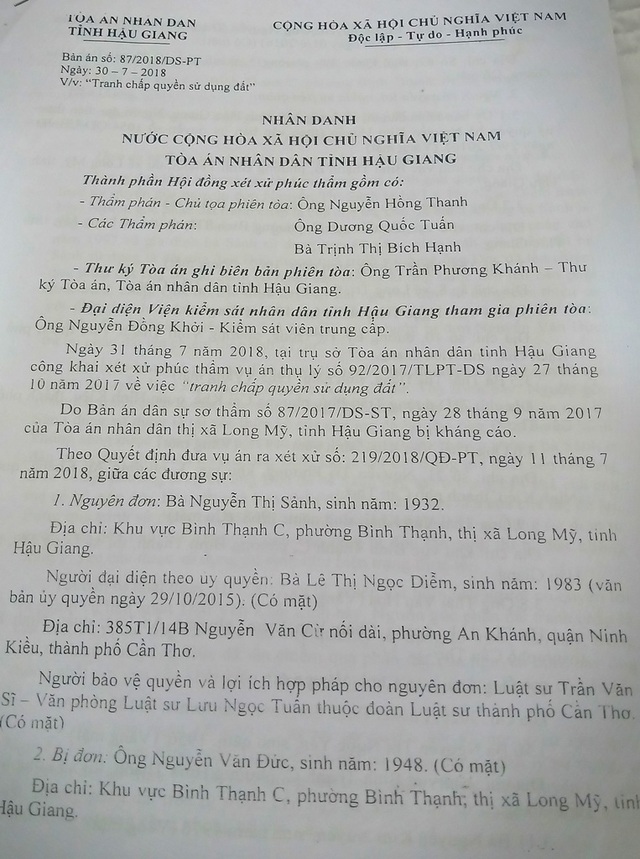 TÒA ÁN NHÂN DÂN
TỈNH HẬU GIANG
CỘNG HÒA XÃ HỘI CHỦ NGHĨA VIỆT NAM
Độc lập - Tự do - Hạnh phúc
Bản án số: 87/2018/DS-PT
Ngày: 30 – 7 – 2018
V/v: “Tranh chấp quyền sử dụng đất”
NHÂN DANH
NƯỚC CỘNG HÒA XÃ HỘI CHỦ NGHĨA VIỆT NAM
TÒA ÁN NHÂN DÂN TỈNH HẬU GIANG
Thành phần Hội đồng xét xử phúc thẩm gồm có:
- Thẩm phán - Chủ tọa phiên tòa: Ông Nguyễn Hồng Thanh
- Các Thẩm phán: Ông Dương Quốc Tuấn
Bà Trịnh Thị Bích Hạnh
- Thư ký Tòa án ghi biên bản phiên tòa: Ông Trần Phương Khánh – Thư
ký Tòa án, Tòa án nhân dân tỉnh Hậu Giang.
- Đại diện Viện kiểm sát nhân dân tỉnh Hậu Giang tham gia phiên tòa:
Ông Nguyễn Đồng Khởi - Kiểm sát viên trung cấp.
Ngày 31 tháng 7 năm 2018, tại trụ sở Tòa án nhân dân tỉnh Hậu Giang
công khai xét xử phúc thẩm vụ án thụ lý số 92/2017/TLPT-DS ngày 27 tháng
10 năm 2017 về việc “tranh chấp quyền sử dụng đất”.
Do Bản án dân sự sơ thẩm số 87/2017/DS-ST, ngày 28 tháng 9 năm 2017
của Tòa án nhân dân thị xã Long Mỹ, tỉnh Hậu Giang bị kháng cáo.
Theo Quyết định đưa vụ án ra xét xử số: 219/2018/QĐ-PT, ngày 11 tháng 7
năm 2018, giữa các đương sự:
1. Nguyên đơn: Bà Nguyễn Thị Sảnh, sinh năm: 1932.
Địa chỉ: Khu vực Bình Thạnh C, phường Bình Thạnh, thị xã Long Mỹ, tỉnh
Hậu Giang.
Người đại diện theo uỷ quyền: Bà Lê Thị Ngọc Diễm, sinh năm: 1983 (văn
bản ủy quyền ngày 29/10/2015). (Có mặt)
Địa chỉ: 385T1/14B Nguyễn Văn Cừ nối dài, phường An Khánh, quận Ninh
Kiều, thành phố Cần Thơ.
Người bảo vệ quyền và lợi ích hợp pháp cho nguyên đơn: Luật sư Trần Văn
Sĩ – Văn phòng Luật sư Lưu Ngọc Tuấn thuộc đoàn Luật sư thành phố Cần Thơ.
(Có mặt)
2. Bị đơn: Ông Nguyễn Văn Đức, sinh năm: 1948. (Có mặt)
Địa chỉ: Khu vực Bình Thạnh C, phường Bình Thạnh, thị xã Long Mỹ, tỉnh
Hậu Giang.